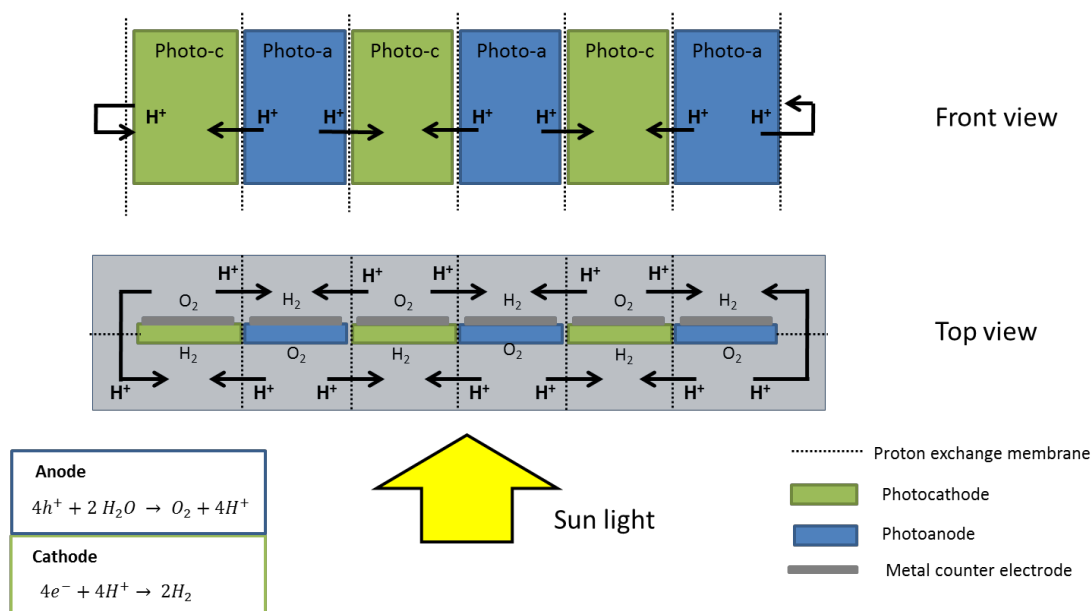 Photo-c Photo-a Photo-c Photo-a Photo-c Photo-a
H⁺ H⁺ H⁺ H⁺ H⁺ H⁺ H⁺
Front view
H⁺ H⁺ H⁺ H⁺ H⁺
O₂ H₂ O₂ H₂ O₂ H₂
Top view
H₂ O₂ H₂ O₂ H₂ O₂
H⁺ H⁺ H⁺ H⁺ H⁺ H⁺ H⁺
Sun light
Anode
4h⁺ + 2 H₂O → O₂ + 4H⁺
Cathode
4e⁻ + 4H⁺ → 2H₂
Proton exchange membrane
Photocathode
Photoanode
Metal counter electrode